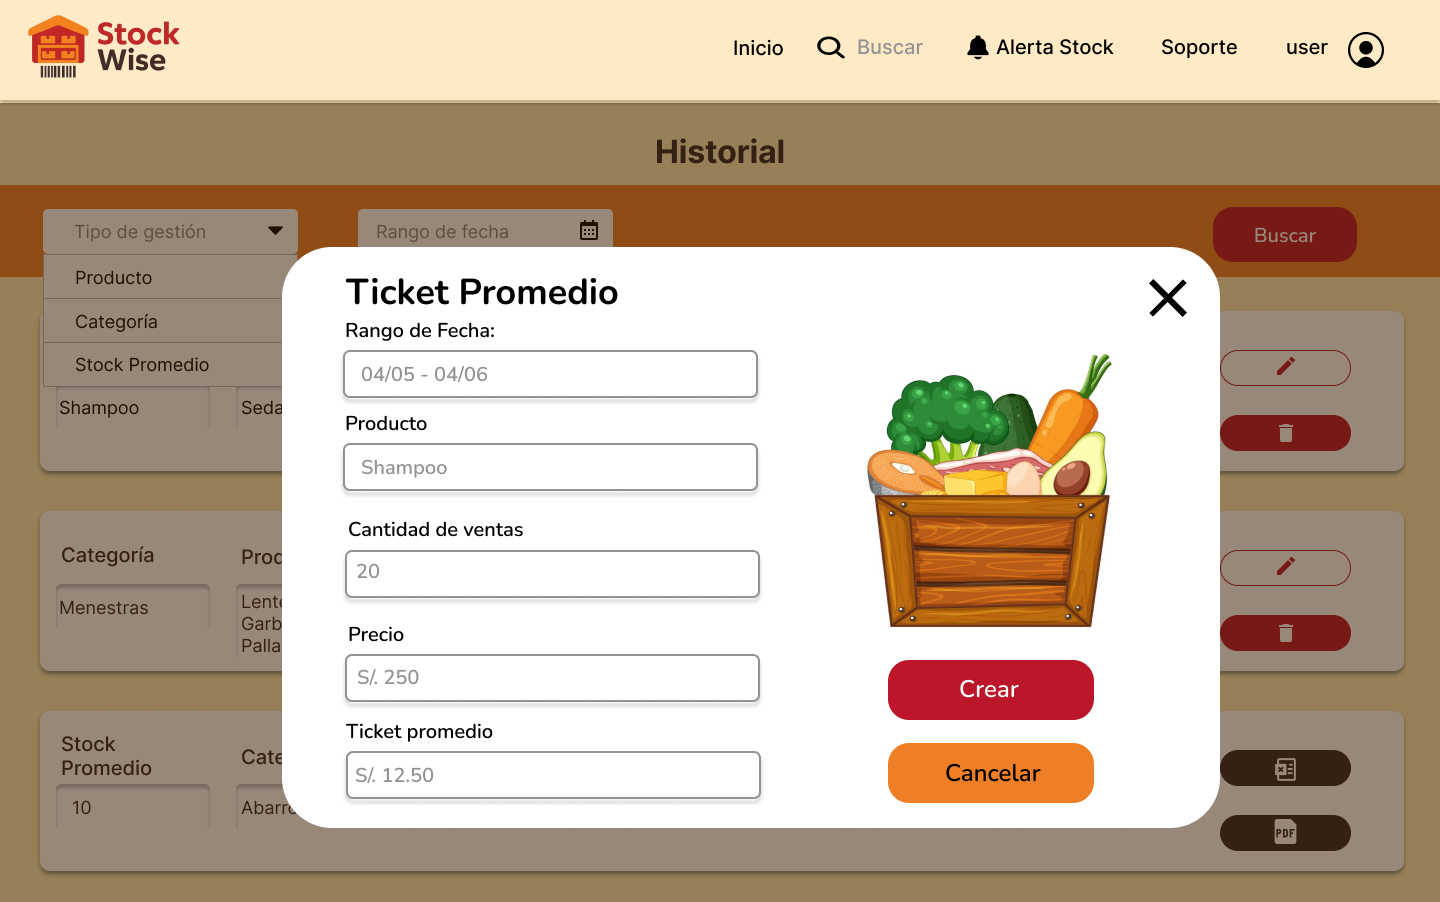 Stock
Wise
Inicio
Buscar
Alerta Stock
Soporte
user
Historial
Tipo de gestión
Rango de fecha
Buscar
Producto
Categoría
Stock Promedio
Shampoo
Seda
Ticket Promedio
Rango de Fecha:
04/05 - 04/06
Producto
Shampoo
Cantidad de ventas
20
Precio
S/. 250
Ticket promedio
S/. 12.50
Crear
Cancelar
Categoría
Prod
Menestras
Lente
Garb
Palla
Stock
Promedio
Cate
10
Abarro
PDF